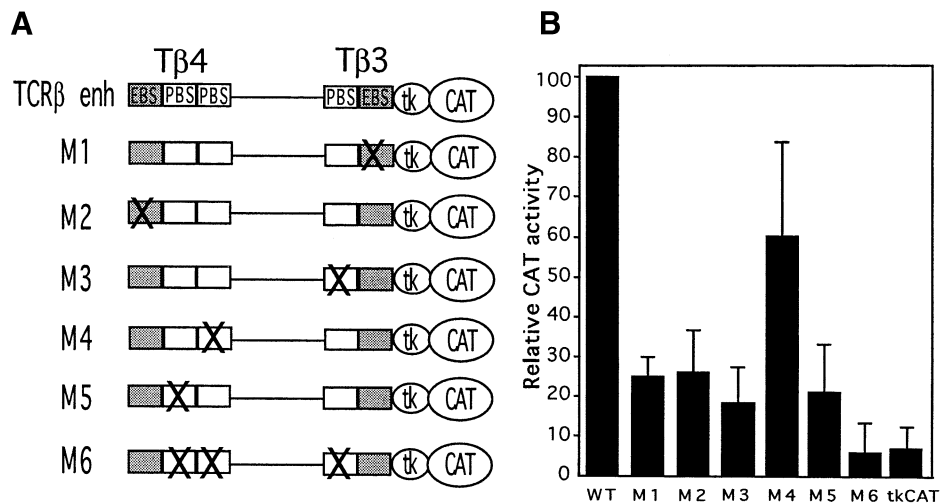 A
Tβ4 Tβ3
TCRβ enh EBS PBS PBS PBS EBS tk CAT
M1 tk CAT
M2 tk CAT
M3 tk CAT
M4 tk CAT
M5 tk CAT
M6 tk CAT
B
Relative CAT activity
100
90
80
70
60
50
40
30
20
10
0
WT M1 M2 M3 M4 M5 M6 tkCAT